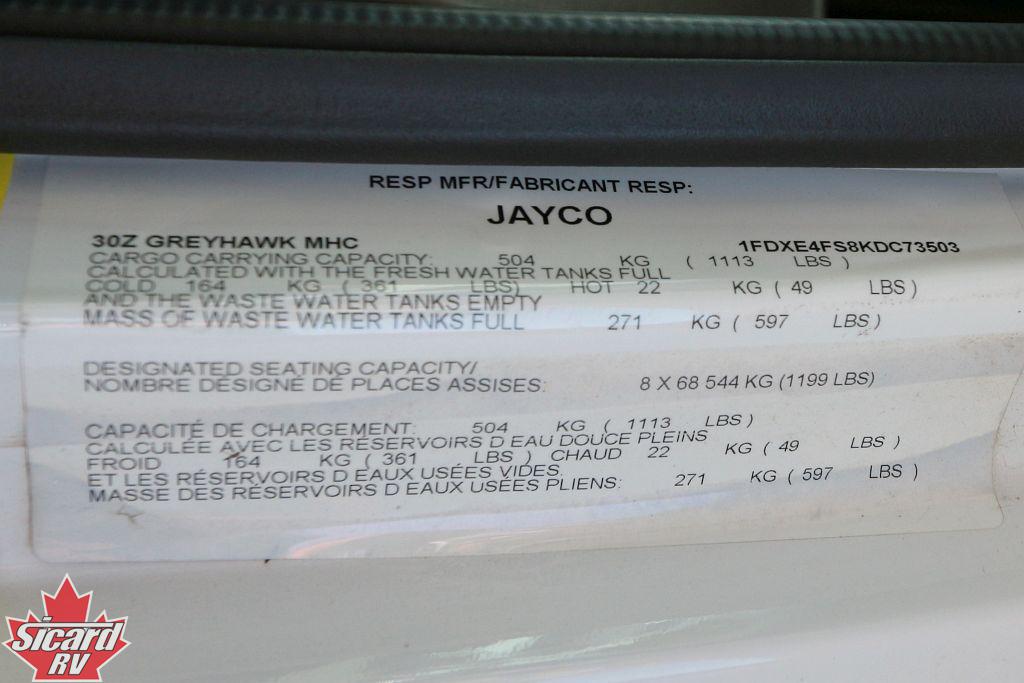 RESP MFR/FABRICANT RESP:
JAYCO
30Z GREYHAWK MHC 1FDXE4FS8KDC73503
CARGO CARRYING CAPACITY: 504 KG ( 1113 LBS )
CALCULATED WITH THE FRESH WATER TANKS FULL
COLD 164 KG ( 361 LBS) HOT 22 KG ( 49 LBS )
AND THE WASTE WATER TANKS EMPTY
MASS OF WASTE WATER TANKS FULL 271 KG ( 597 LBS )
DESIGNATED SEATING CAPACITY/
NOMBRE DÉSIGNÉ DE PLACES ASSISES: 8 X 68 544 KG (1199 LBS)
CAPACITÉ DE CHARGEMENT: 504 KG ( 1113 LBS )
CALCULÉE AVEC LES RÉSERVOIRS D EAU DOUCE PLEINS
FROID 164 KG ( 361 LBS ) CHAUD 22 KG ( 49 LBS )
ET LES RÉSERVOIRS D EAUX USÉES VIDES.
MASSE DES RÉSERVOIRS D EAUX USÉES PLIENS: 271 KG ( 597 LBS )
Sicard
RV